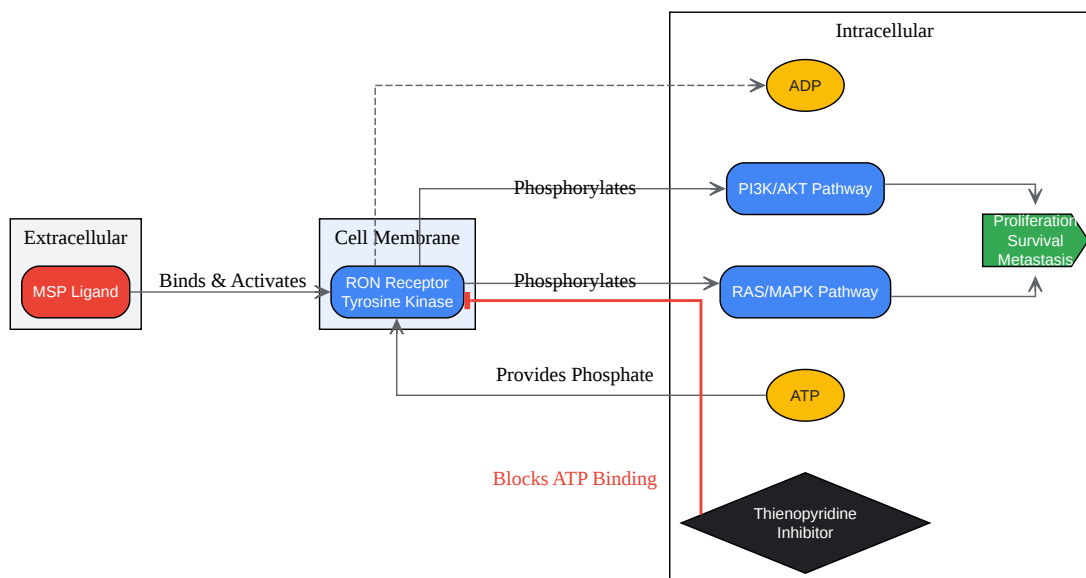 Intracellular
ADP
Phosphorylates
PI3K/AKT Pathway
Extracellular
MSP Ligand
Binds & Activates
Cell Membrane
RON Receptor
Tyrosine Kinase
Phosphorylates
RAS/MAPK Pathway
Proliferation
Survival
Metastasis
Provides Phosphate
ATP
Blocks ATP Binding
Thienopyridine
Inhibitor